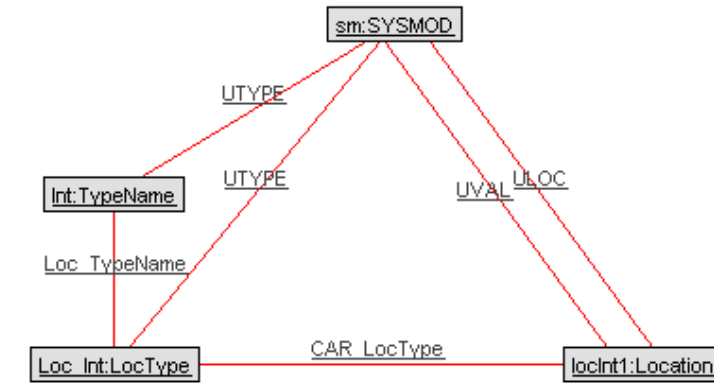 sm:SYSMOD
UTYPE
UTYPE
UVAL
ULOC
Int:TypeName
Loc_TypeName
CAR_LocType
Loc_Int:LocType
locInt1:Location